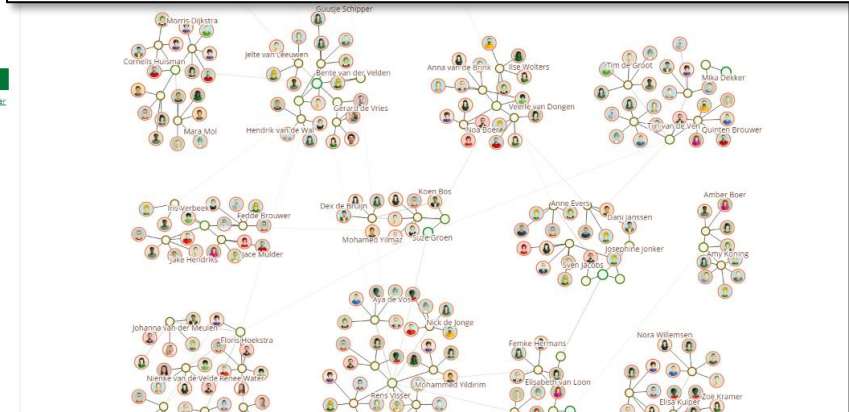 Guusje Schipper
Morris Dijkstra
Jelte van Leeuwen
Cornelis Huisman
Bente van der Velden
Gerard de Vries
Hendrik van de Wal
Mara Mol
Anna van de Brink
Ilse Wolters
Veerle van Dongen
Noa Boer
Tim de Groot
Mika Dekker
Tijn van de Ven
Quinten Brouwer
Iris Verbeek
Fedde Brouwer
Jake Hendriks
Jace Mulder
Koen Bos
Dex de Bruijn
Mohamed Yilmaz
Suze Groen
Anne Evers
Dani Janssen
Josephine Jonker
Sven Jacobs
Amber Boer
Amy Koning
Johanna van der Meulen
Floris Hoekstra
Nienke van de Velde
Renee Water
Aya de Vos
Nick de Jonge
Mohammed Yildirim
Rens Visser
Femke Hermans
Elisabeth van Loon
Nora Willemsen
Zoe Kramer
Elisa Kuiper